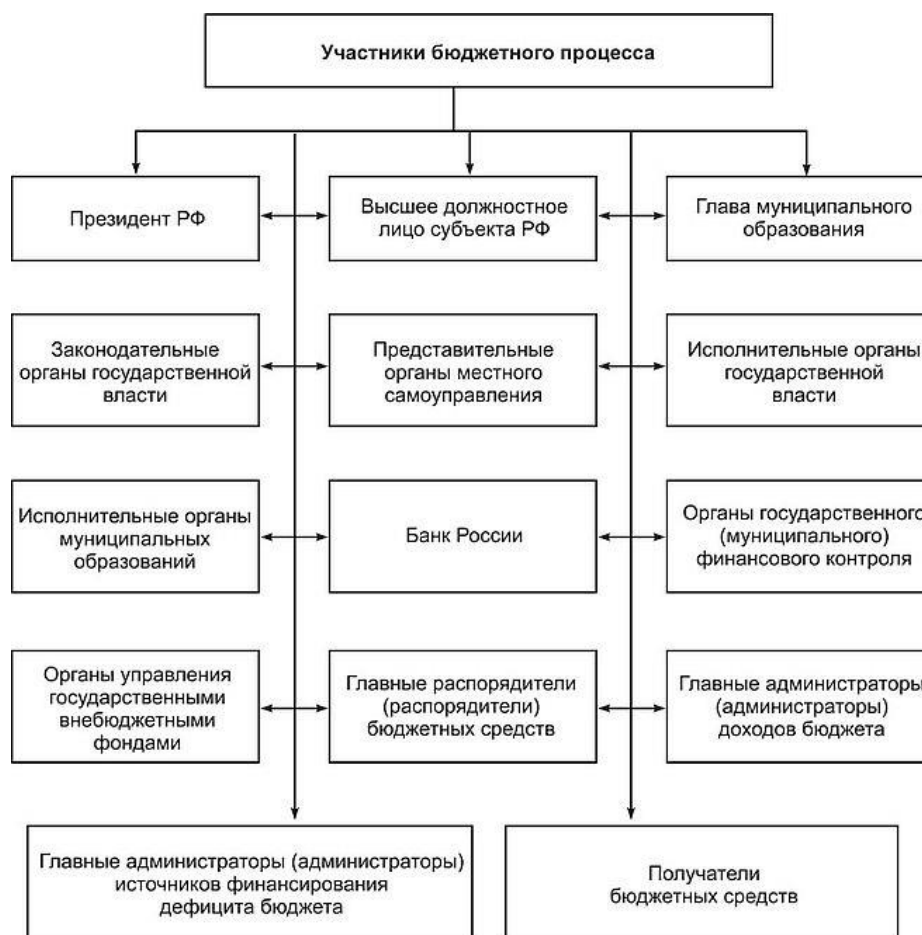 Участники бюджетного процесса
Президент РФ
Высшее должностное
лицо субъекта РФ
Глава муниципального
образования
Законодательные
органы государственной
власти
Представительные
органы местного
самоуправления
Исполнительные органы
государственной
власти
Исполнительные органы
муниципальных
образований
Банк России
Органы государственного
(муниципального)
финансового контроля
Органы управления
государственными
внебюджетными
фондами
Главные распорядители
(распорядители)
бюджетных средств
Главные администраторы
(администраторы)
доходов бюджета
Главные администраторы (администраторы)
источников финансирования
дефицита бюджета
Получатели
бюджетных средств